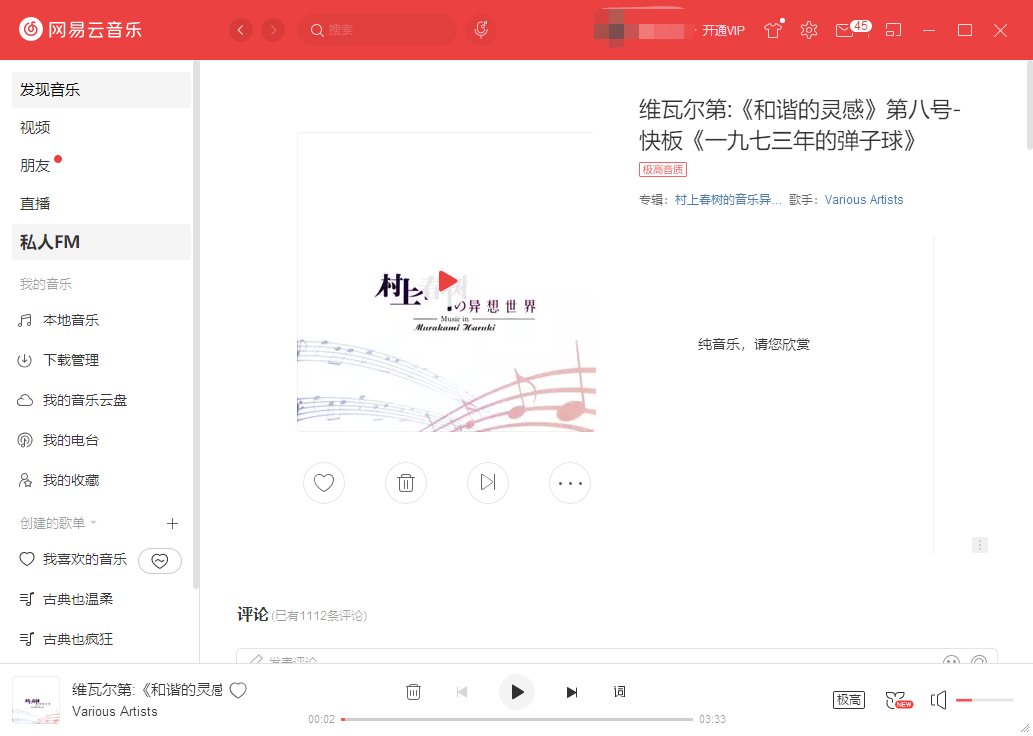 网易云音乐
搜索
开通VIP
45
发现音乐
视频
朋友
直播
私人FM
我的音乐
本地音乐
下载管理
我的音乐云盘
我的电台
我的收藏
创建的歌单
我喜欢的音乐
古典也温柔
古典也疯狂
维瓦尔第:《和谐的灵感》第八号-
快板《一九七三年的弹子球》
极高音质
专辑：村上春树的音乐异... 歌手：Various Artists
村上春树
の异想世界
Music in
Murakami Haruki
纯音乐，请您欣赏
评论(已有1112条评论)
发表评论
维瓦尔第:《和谐的灵感
Various Artists
词
00:02
03:33
极高
NEW